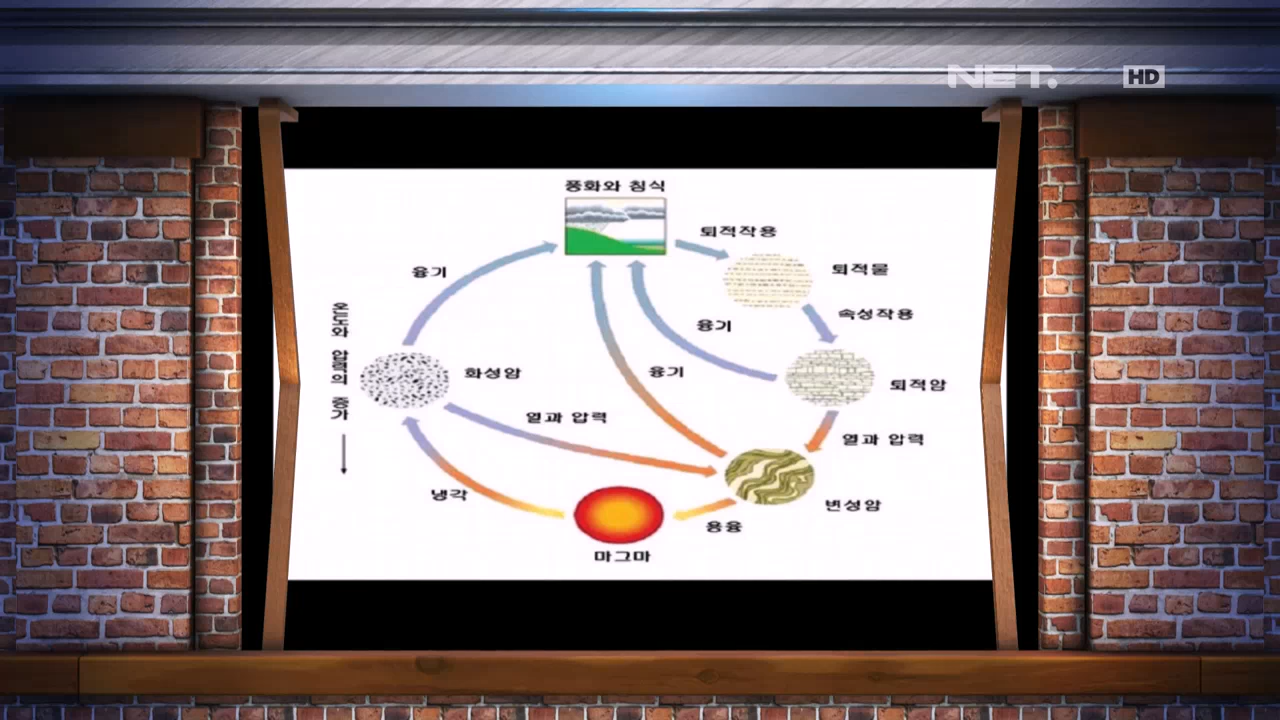 NET. HD
풍화와 침식
퇴적작용
퇴적물
융기
속성작용
융기
온도와 압력의 증가
화성암
융기
퇴적암
열과 압력
열과 압력
냉각
변성암
용융
마그마